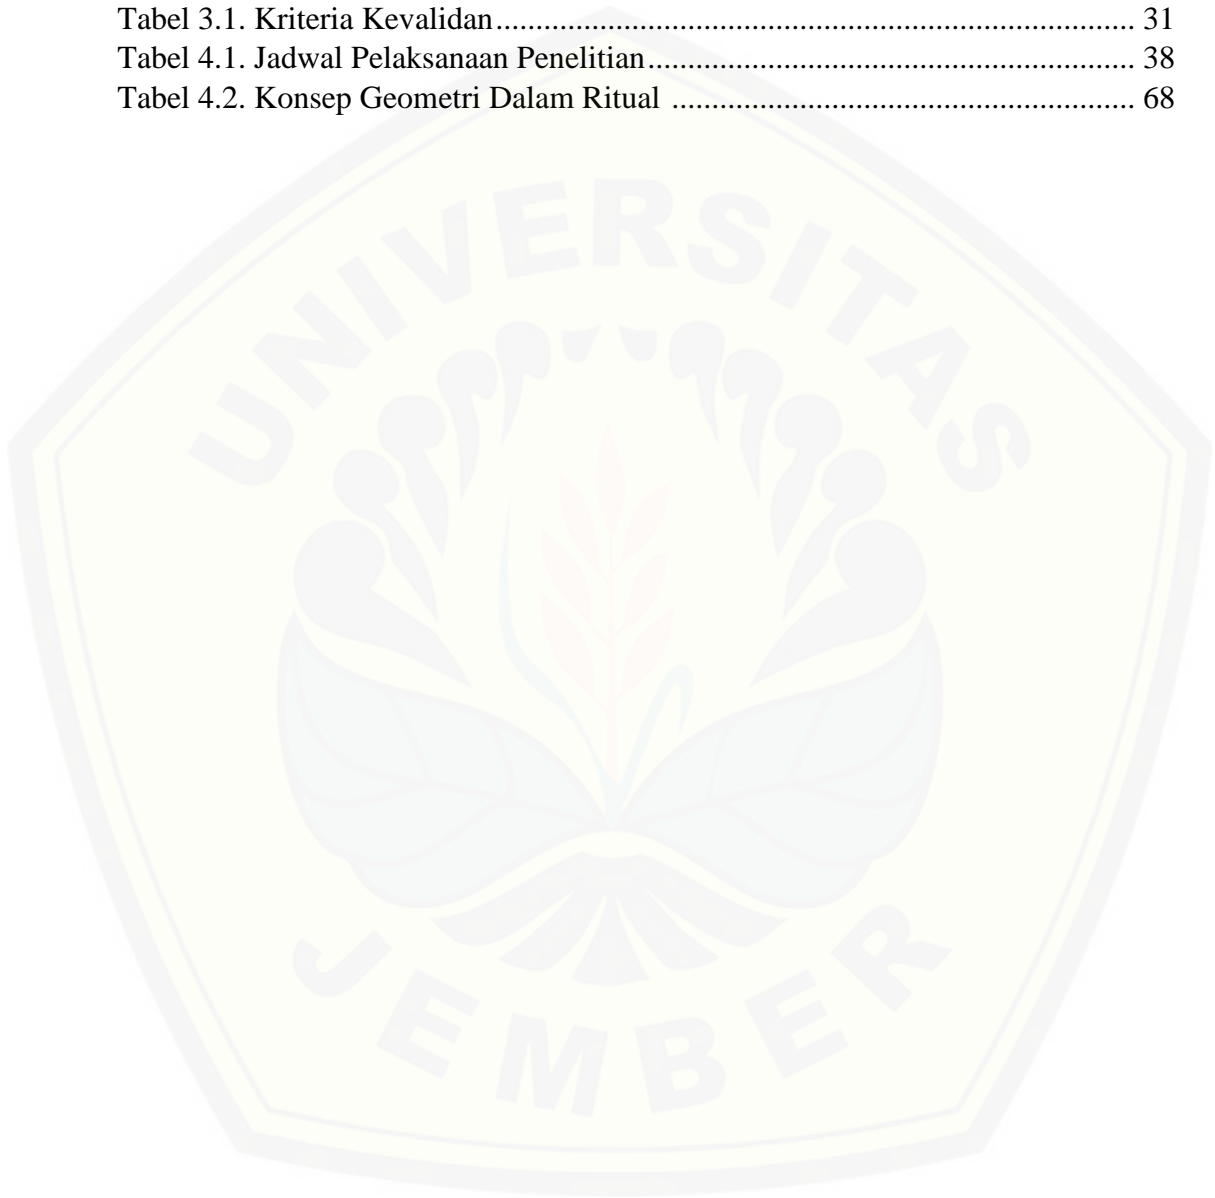 Tabel 3.1. Kriteria Kevalidan................................................................................ 31
Tabel 4.1. Jadwal Pelaksanaan Penelitian............................................................. 38
Tabel 4.2. Konsep Geometri Dalam Ritual .......................................................... 68
UNIVERSITAS
JEMBER